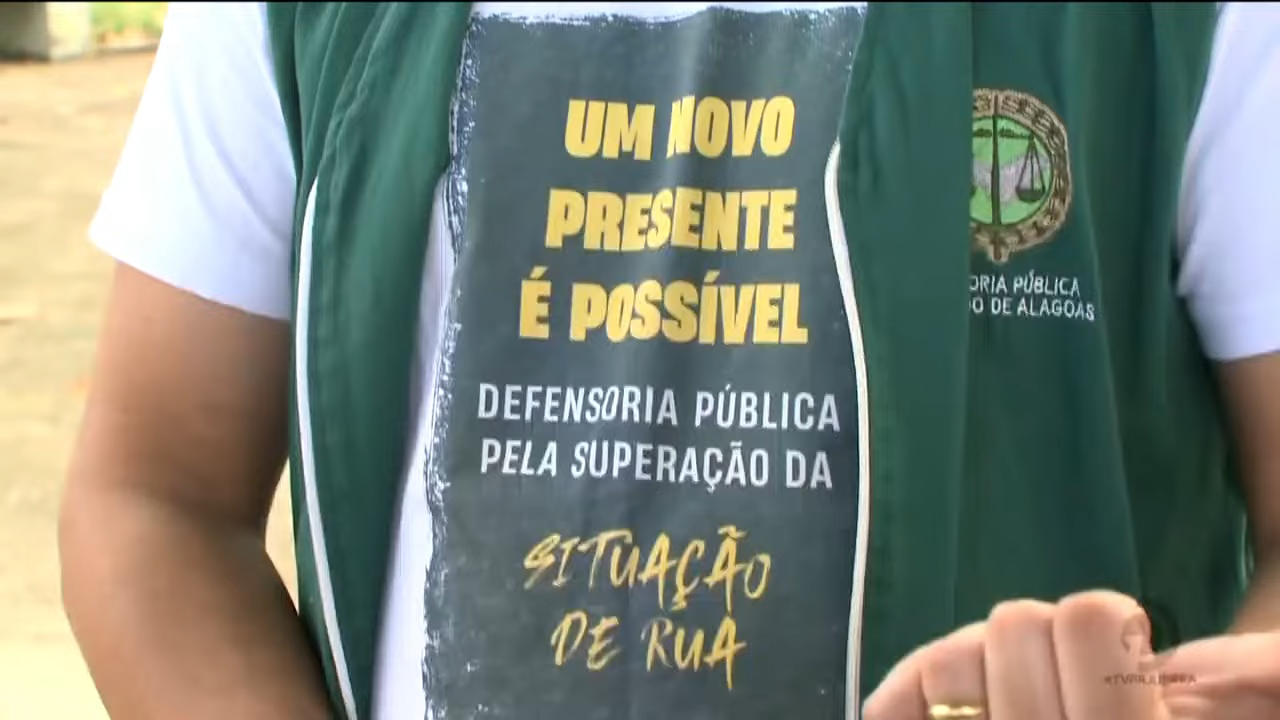 UM NOVO
PRESENTE
É POSSÍVEL
DEFENSORIA PÚBLICA
PELA SUPERAÇÃO DA
SITUAÇÃO
DE RUA
ORIA PÚBLICA
O DE ALAGOAS